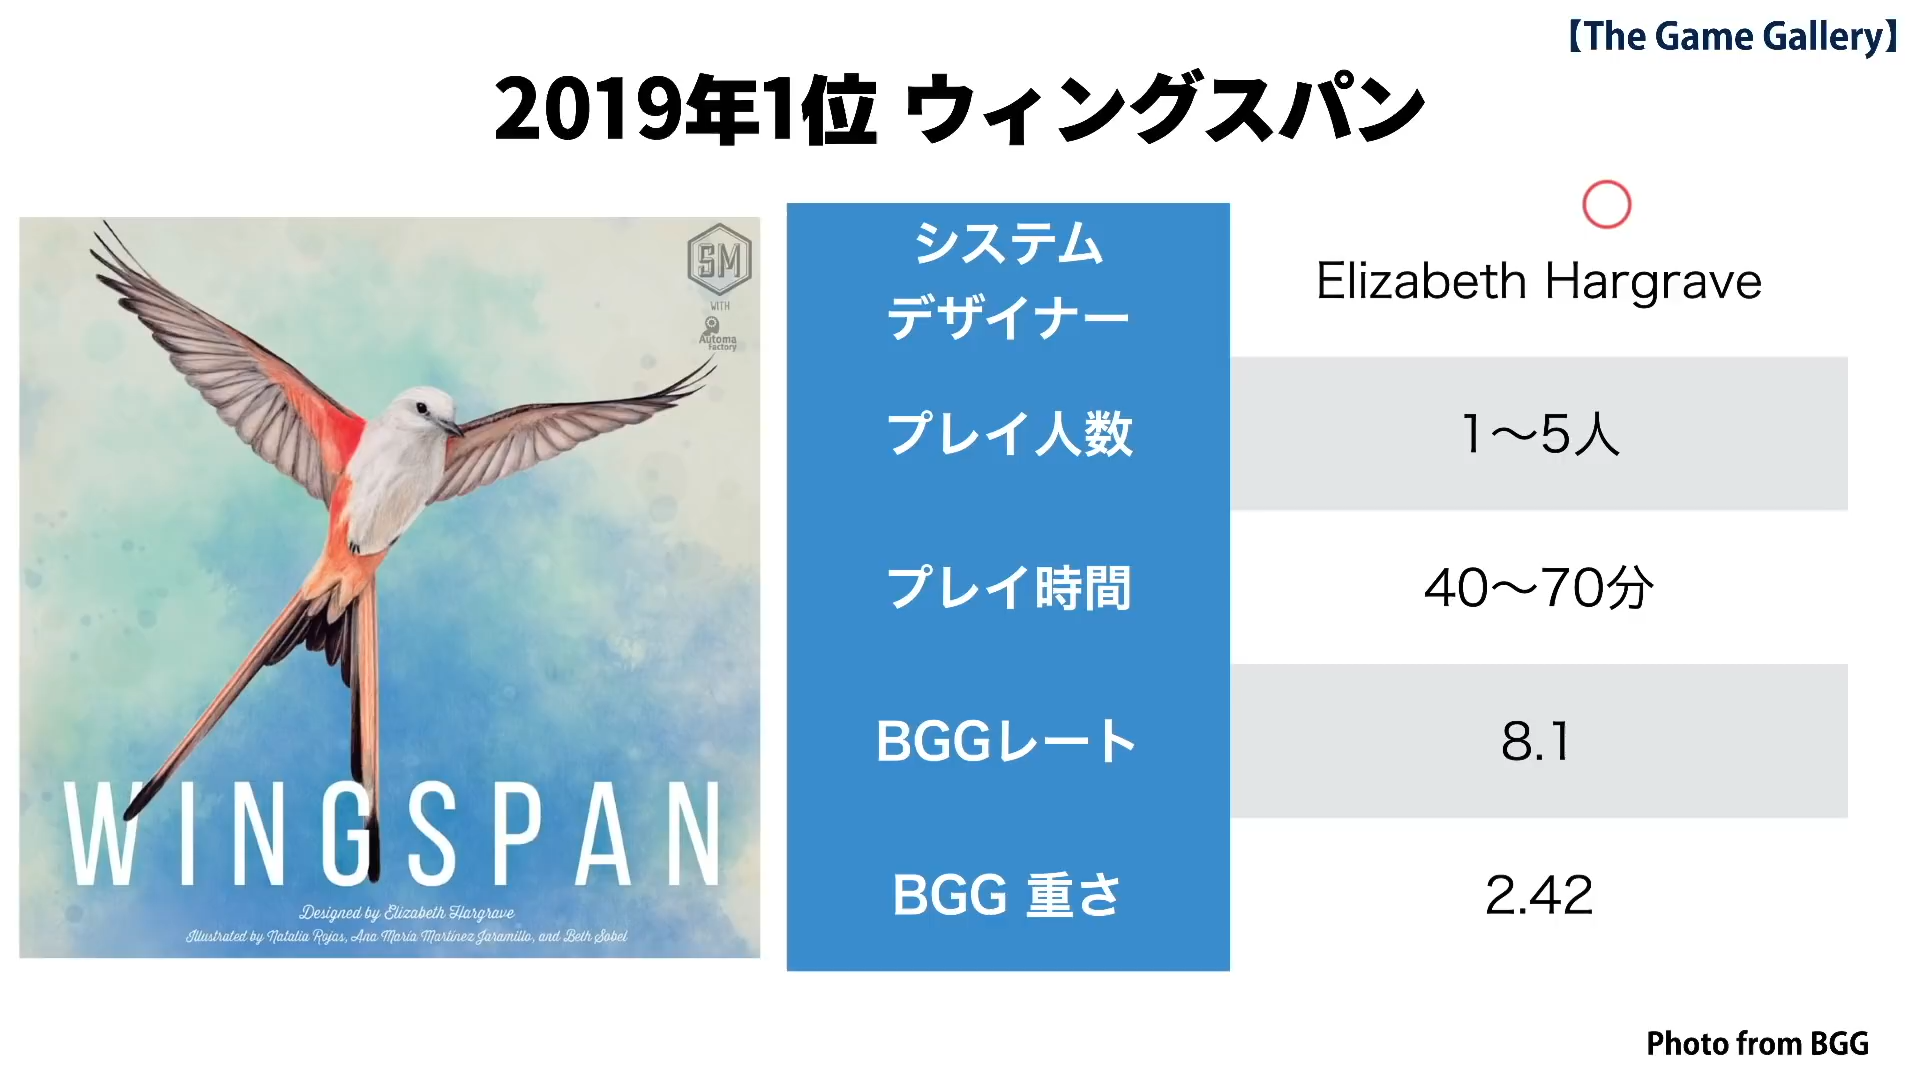 【The Game Gallery】
2019年1位 ウィングスパン
SM
WITH
Automa
Factory
WINGSPAN
Designed by Elizabeth Hargrave
Illustrated by Natalia Rojas, Ana Maria Martinez Jaramillo, and Beth Sobel
システム
デザイナー
Elizabeth Hargrave
プレイ人数
1〜5人
プレイ時間
40〜70分
BGGレート
8.1
BGG 重さ
2.42
Photo from BGG